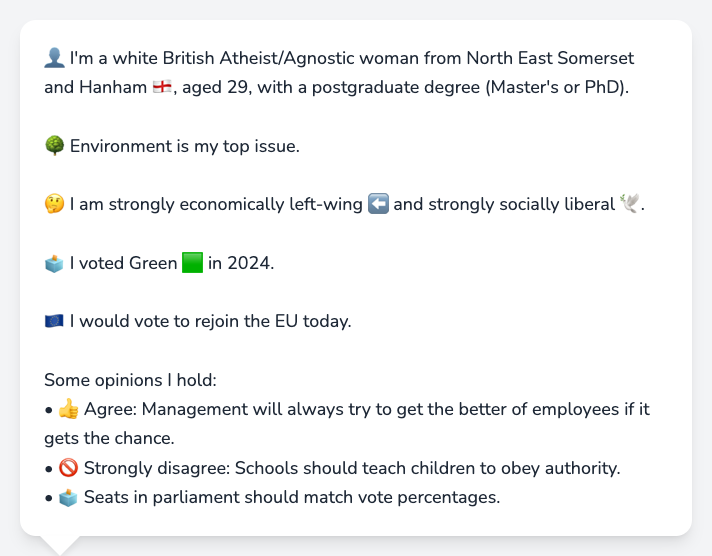 👤 I'm a white British Atheist/Agnostic woman from North East Somerset
and Hanham 🏴󠁧󠁢󠁥󠁮󠁧󠁿, aged 29, with a postgraduate degree (Master's or PhD).
🌳 Environment is my top issue.
🤔 I am strongly economically left-wing ⬅️ and strongly socially liberal 🕊️.
🗳️ I voted Green 🟩 in 2024.
🇪🇺 I would vote to rejoin the EU today.
Some opinions I hold:
• 👍 Agree: Management will always try to get the better of employees if it
gets the chance.
• 🚫 Strongly disagree: Schools should teach children to obey authority.
• 🗳️ Seats in parliament should match vote percentages.